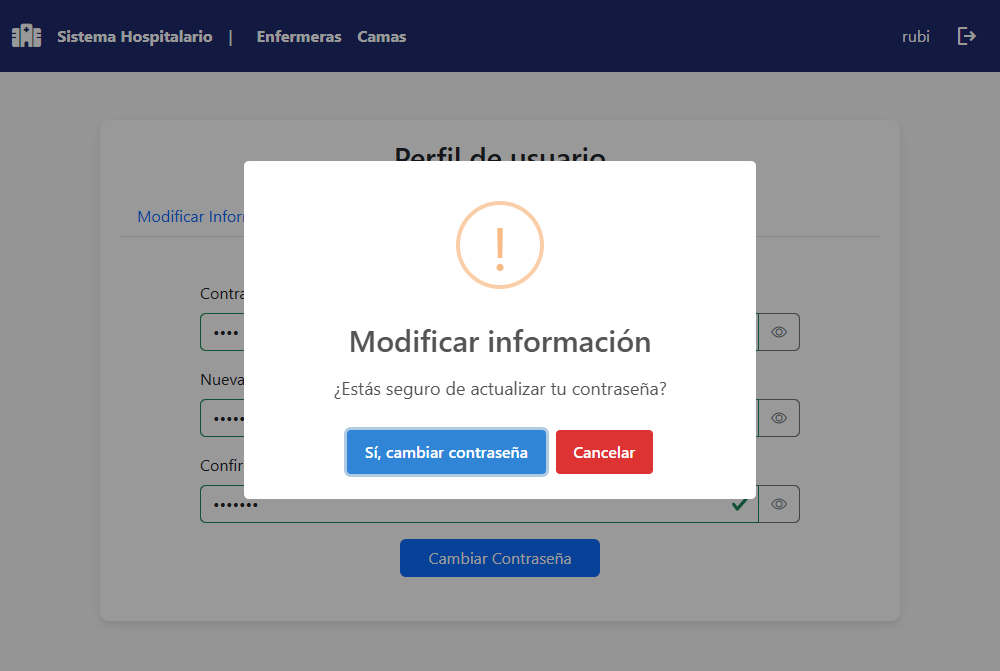 Sistema Hospitalario | Enfermeras Camas rubi
Perfil de usuario
Modificar
!
Modificar información
Contra
••••
¿Estás seguro de actualizar tu contraseña?
Nueva
•••••
Sí, cambiar contraseña Cancelar
Confir
•••••••
Cambiar Contraseña